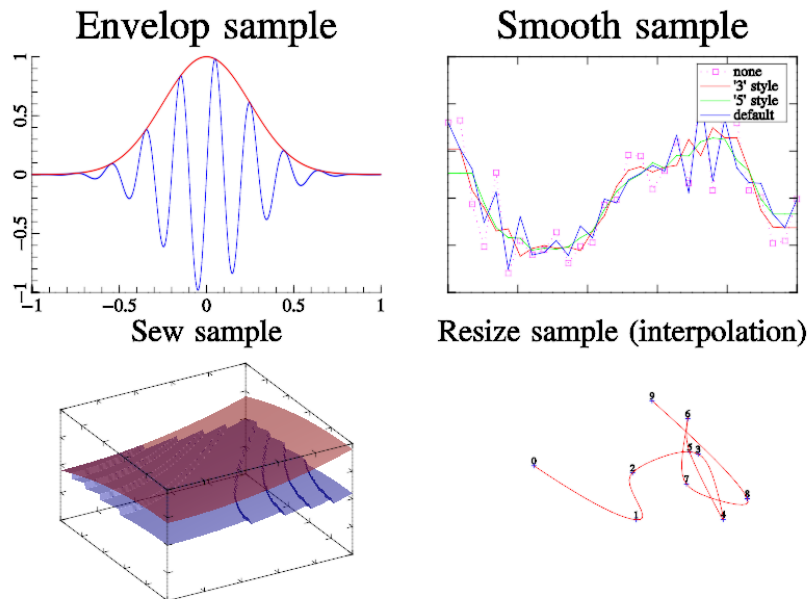 Envelop sample
1
0.5
0
−0.5
−1
−1
−0.5
0
0.5
1
Smooth sample
none
'3' style
'5' style
default
Sew sample
Resize sample (interpolation)
9
6
5
3
0
2
7
8
1
4